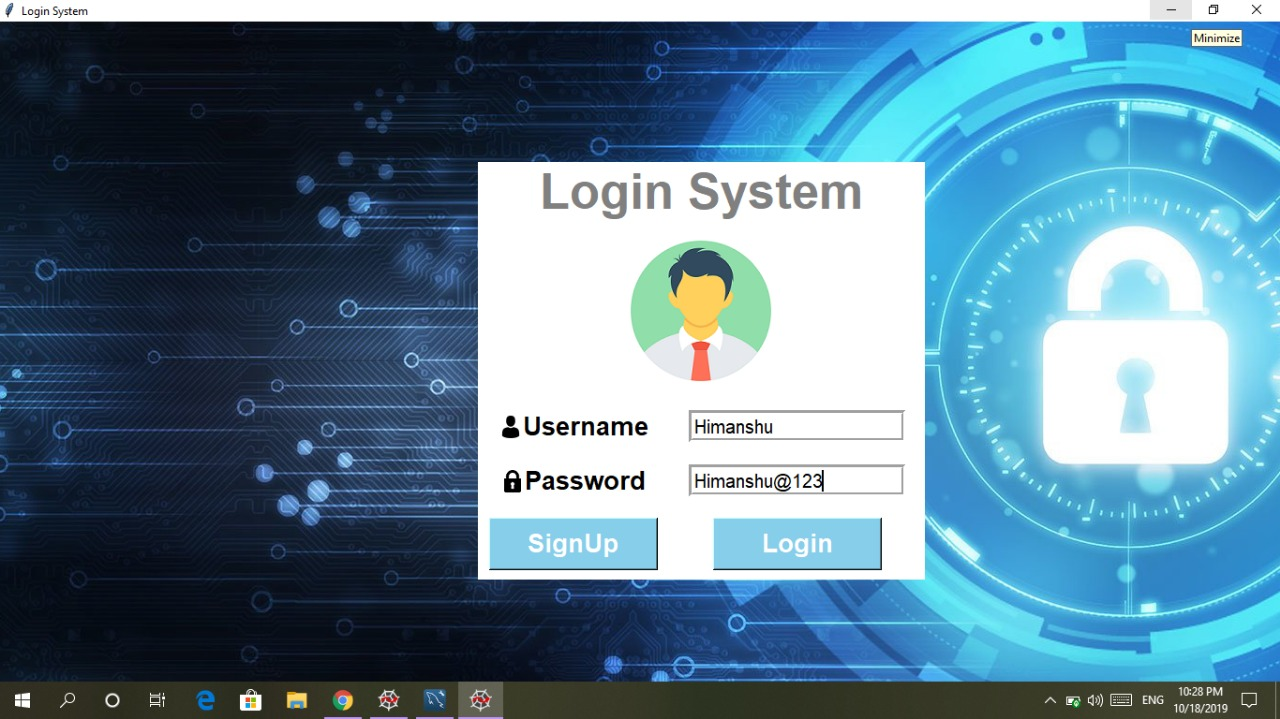 Login System
Minimize
Login System
Username Himanshu
Password Himanshu@123
SignUp Login
ENG 10:28 PM
10/18/2019